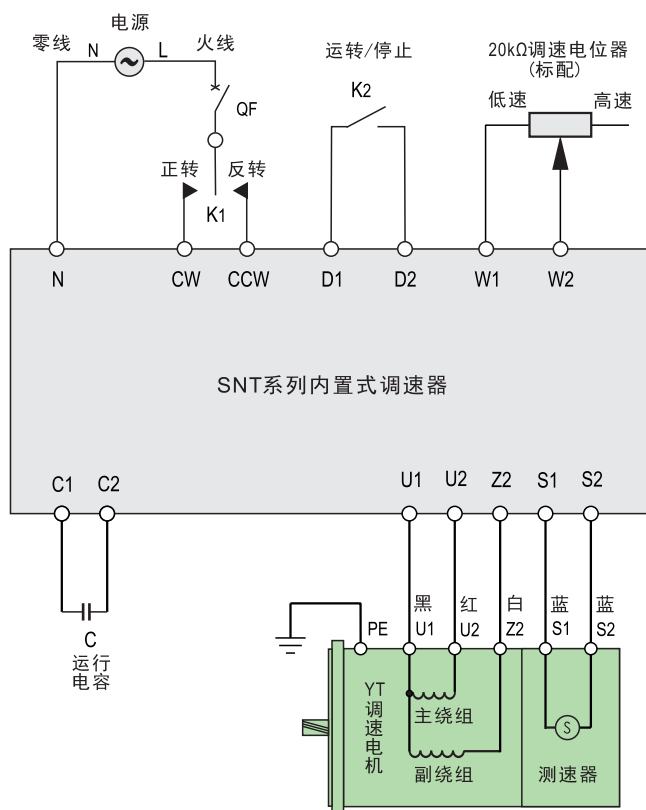 电源
零线
N
L
火线
QF
正转
反转
K1
运转/停止
K2
20kΩ调速电位器
(标配)
低速
高速
N
CW
CCW
D1
D2
W1
W2
SNT系列内置式调速器
C1
C2
U1
U2
Z2
S1
S2
C
运行
电容
黑
红
白
蓝
蓝
PE
U1
U2
Z2
S1
S2
YT
调
速
电
机
主绕组
副绕组
S
测速器